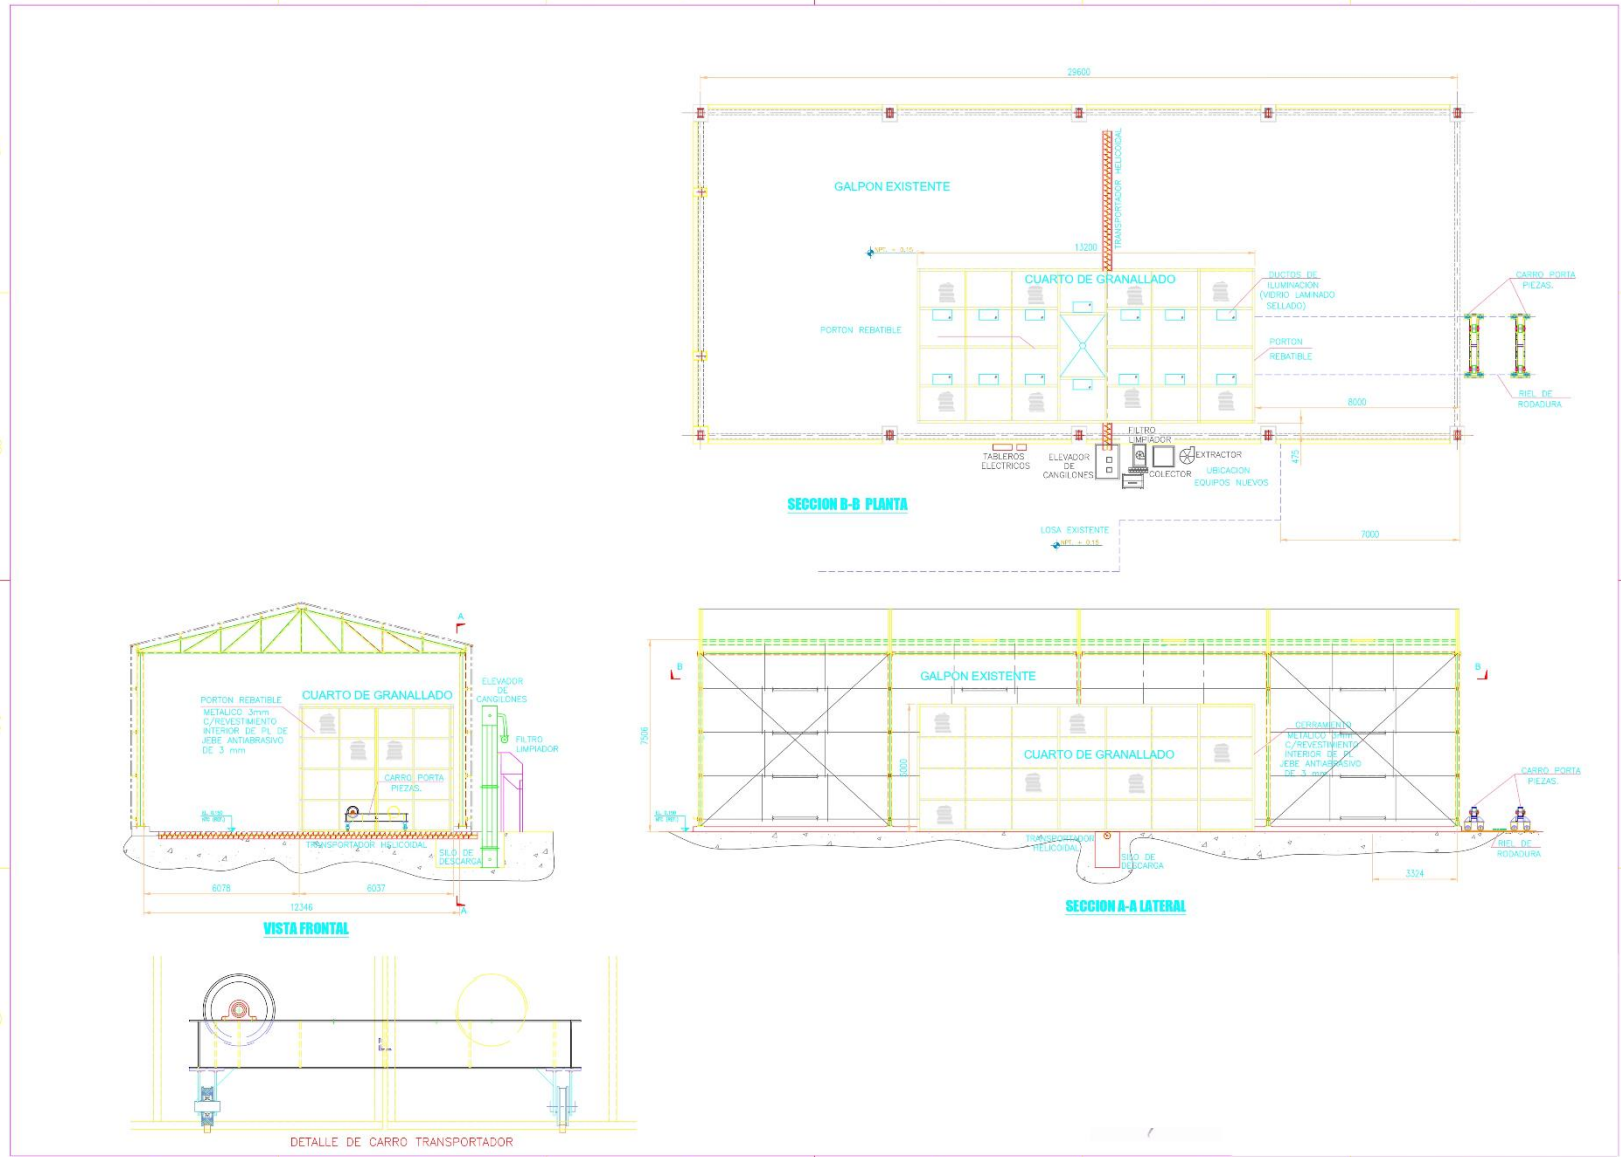 29600
TRANSPORTADOR HELICOIDAL
GALPON EXISTENTE
NPT. + 0.15
13200
CUARTO DE GRANALLADO
DUCTOS DE
ILUMINACIÓN
(VIDRIO LAMINADO
SELLADO)
CARRO PORTA
PIEZAS.
PORTON REBATIBLE
PORTON
REBATIBLE
RIEL DE
RODADURA
8000
475
FILTRO
LIMPIADOR
TABLEROS
ELECTRICOS
ELEVADOR
DE
CANGILONES
COLECTOR
EXTRACTOR
UBICACION
EQUIPOS NUEVOS
SECCION B-B PLANTA
LOSA EXISTENTE
NPT. + 0.15
7000
A
ELEVADOR
DE
CANGILONES
PORTON REBATIBLE
METALICO 3mm
C/REVESTIMIENTO
INTERIOR DE PL DE
JEBE ANTIABRASIVO
DE 3 mm
CUARTO DE GRANALLADO
FILTRO
LIMPIADOR
CARRO PORTA
PIEZAS.
TRANSPORTADOR HELICOIDAL
SILO DE
DESCARGA
6078
6037
12346
A
VISTA FRONTAL
B
B
GALPON EXISTENTE
7506
5000
CUARTO DE GRANALLADO
CERRAMIENTO
METALICO 3mm
C/REVESTIMIENTO
INTERIOR DE PL
JEBE ANTIABRASIVO
DE 3 mm
CARRO PORTA
PIEZAS.
TRANSPORTADOR
HELICOIDAL
SILO DE
DESCARGA
RIEL DE
RODADURA
3324
SECCION A-A LATERAL
DETALLE DE CARRO TRANSPORTADOR